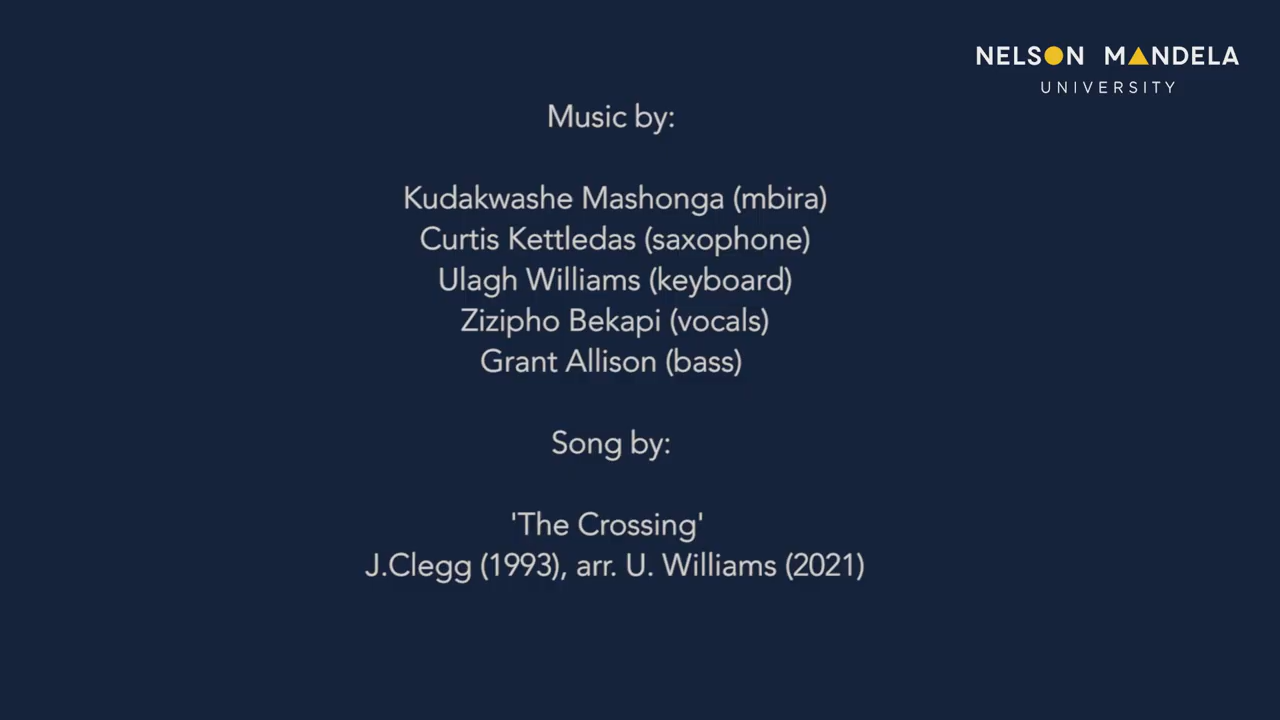 NELSON MANDELA
UNIVERSITY
Music by:
Kudakwashe Mashonga (mbira)
Curtis Kettledas (saxophone)
Ulagh Williams (keyboard)
Zizipho Bekapi (vocals)
Grant Allison (bass)
Song by:
'The Crossing'
J.Clegg (1993), arr. U. Williams (2021)